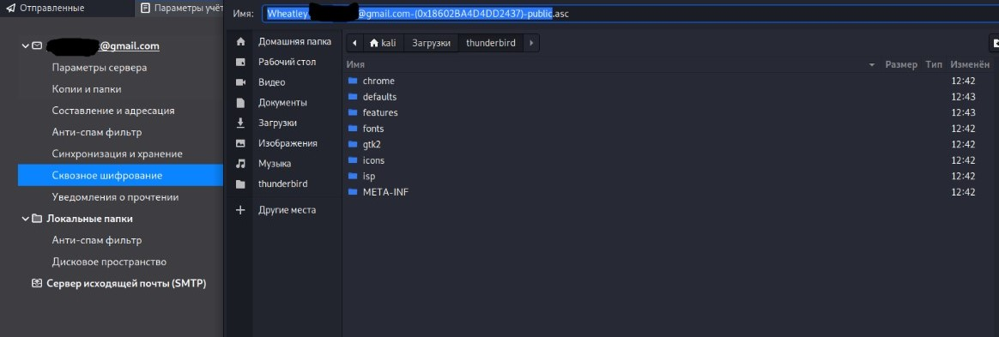 Отправленные
Параметры учёт
@gmail.com
Параметры сервера
Копии и папки
Составление и адресация
Анти-спам фильтр
Синхронизация и хранение
Сквозное шифрование
Уведомления о прочтении
Локальные папки
Анти-спам фильтр
Дисковое пространство
Сервер исходящей почты (SMTP)
Имя: Wheatley @gmail.com-(0x18602BA4D4DD2437)-public.asc
Домашняя папка
Рабочий стол
Видео
Документы
Загрузки
Изображения
Музыка
thunderbird
Другие места
kali Загрузки thunderbird
Имя Размер Тип Изменён
chrome 12:42
defaults 12:43
features 12:43
fonts 12:42
gtk2 12:42
icons 12:42
isp 12:42
META-INF 12:42